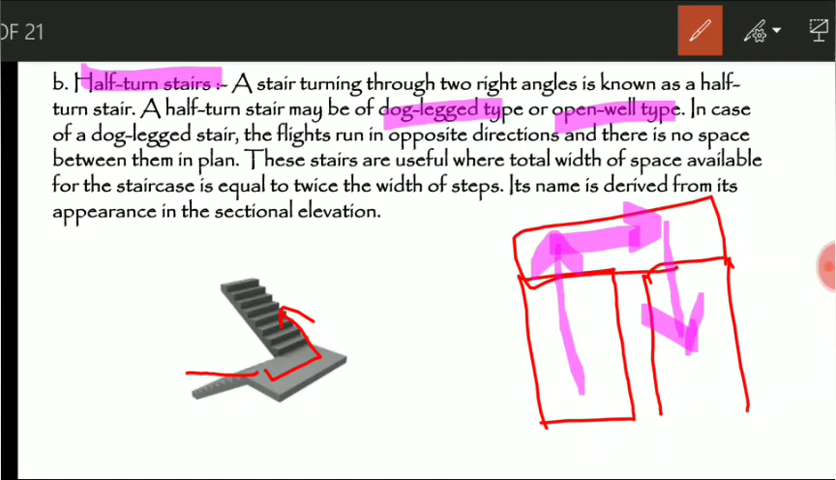 OF 21
b. Half-turn stairs :- A stair turning through two right angles is known as a half-
turn stair. A half-turn stair may be of dog-legged type or open-well type. In case
of a dog-legged stair, the flights run in opposite directions and there is no space
between them in plan. These stairs are useful where total width of space available
for the staircase is equal to twice the width of steps. Its name is derived from its
appearance in the sectional elevation.